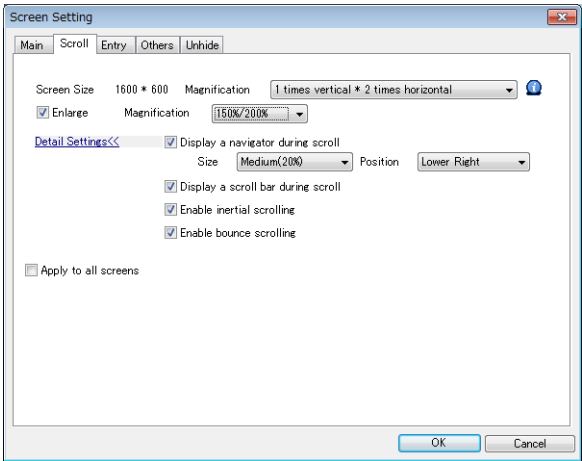 Screen Setting
Main Scroll Entry Others Unhide
Screen Size 1600 * 600 Magnification 1 times vertical * 2 times horizontal
Enlarge Magnification 150%/200%
Detail Settings<< Display a navigator during scroll
Size Medium(20%) Position Lower Right
Display a scroll bar during scroll
Enable inertial scrolling
Enable bounce scrolling
Apply to all screens
OK Cancel